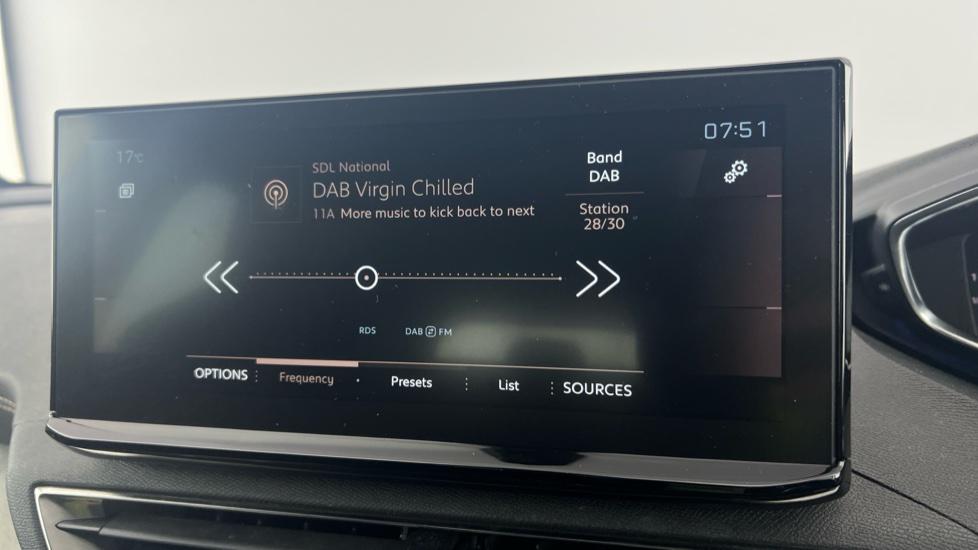 07:51
17°C
SDL National
DAB Virgin Chilled
11A More music to kick back to next
Band
DAB
Station
28/30
RDS
DAB FM
OPTIONS
Frequency
Presets
List
SOURCES